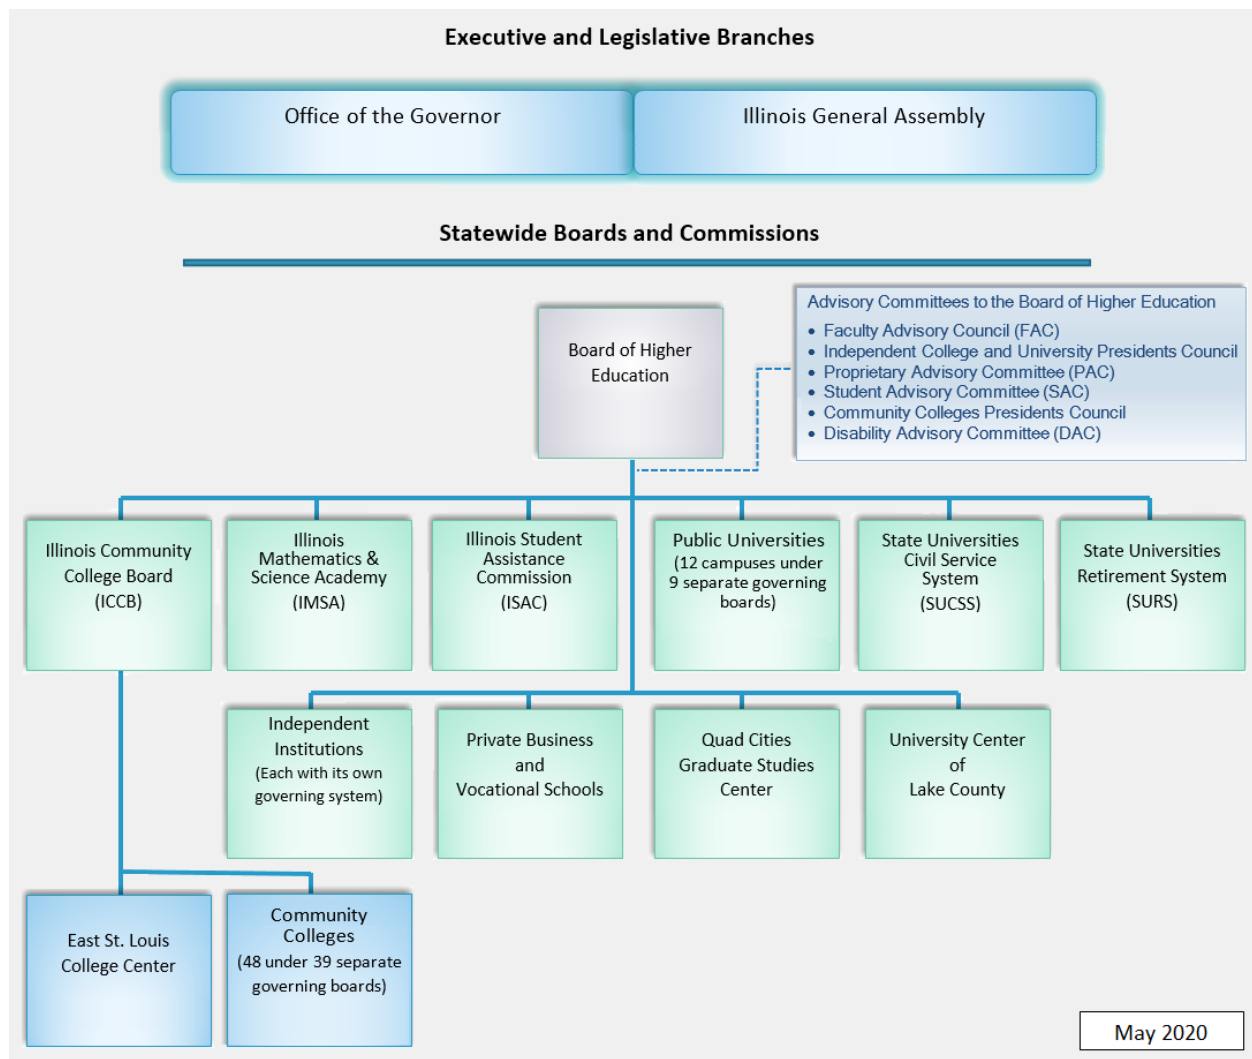 Executive and Legislative Branches
Office of the Governor
Illinois General Assembly
Statewide Boards and Commissions
Board of Higher
Education
Advisory Committees to the Board of Higher Education
• Faculty Advisory Council (FAC)
• Independent College and University Presidents Council
• Proprietary Advisory Committee (PAC)
• Student Advisory Committee (SAC)
• Community Colleges Presidents Council
• Disability Advisory Committee (DAC)
Illinois Community
College Board
(ICCB)
Illinois
Mathematics &
Science Academy
(IMSA)
Illinois Student
Assistance
Commission
(ISAC)
Public Universities
(12 campuses under
9 separate governing
boards)
State Universities
Civil Service
System
(SUCSS)
State Universities
Retirement System
(SURS)
Independent
Institutions
(Each with its own
governing system)
Private Business
and
Vocational Schools
Quad Cities
Graduate Studies
Center
University Center
of
Lake County
East St. Louis
College Center
Community
Colleges
(48 under 39 separate
governing boards)
May 2020